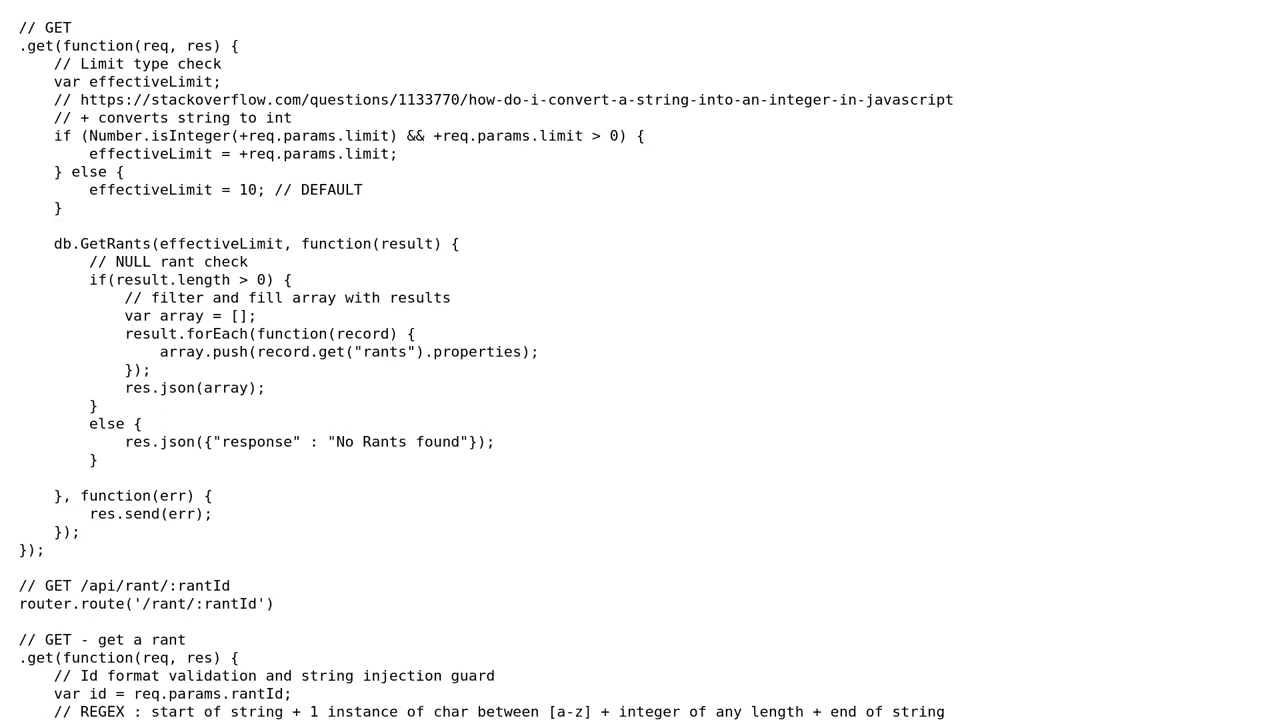 // GET
.get(function(req, res) {
    // Limit type check
    var effectiveLimit;
    // https://stackoverflow.com/questions/1133770/how-do-i-convert-a-string-into-an-integer-in-javascript
    // + converts string to int
    if (Number.isInteger(+req.params.limit) && +req.params.limit > 0) {
        effectiveLimit = +req.params.limit;
    } else {
        effectiveLimit = 10; // DEFAULT
    }

    db.GetRants(effectiveLimit, function(result) {
        // NULL rant check
        if(result.length > 0) {
            // filter and fill array with results
            var array = [];
            result.forEach(function(record) {
                array.push(record.get("rants").properties);
            });
            res.json(array);
        }
        else {
            res.json({"response" : "No Rants found"});
        }

    }, function(err) {
        res.send(err);
    });
});

// GET /api/rant/:rantId
router.route('/rant/:rantId')

// GET - get a rant
.get(function(req, res) {
    // Id format validation and string injection guard
    var id = req.params.rantId;
    // REGEX : start of string + 1 instance of char between [a-z] + integer of any length + end of string